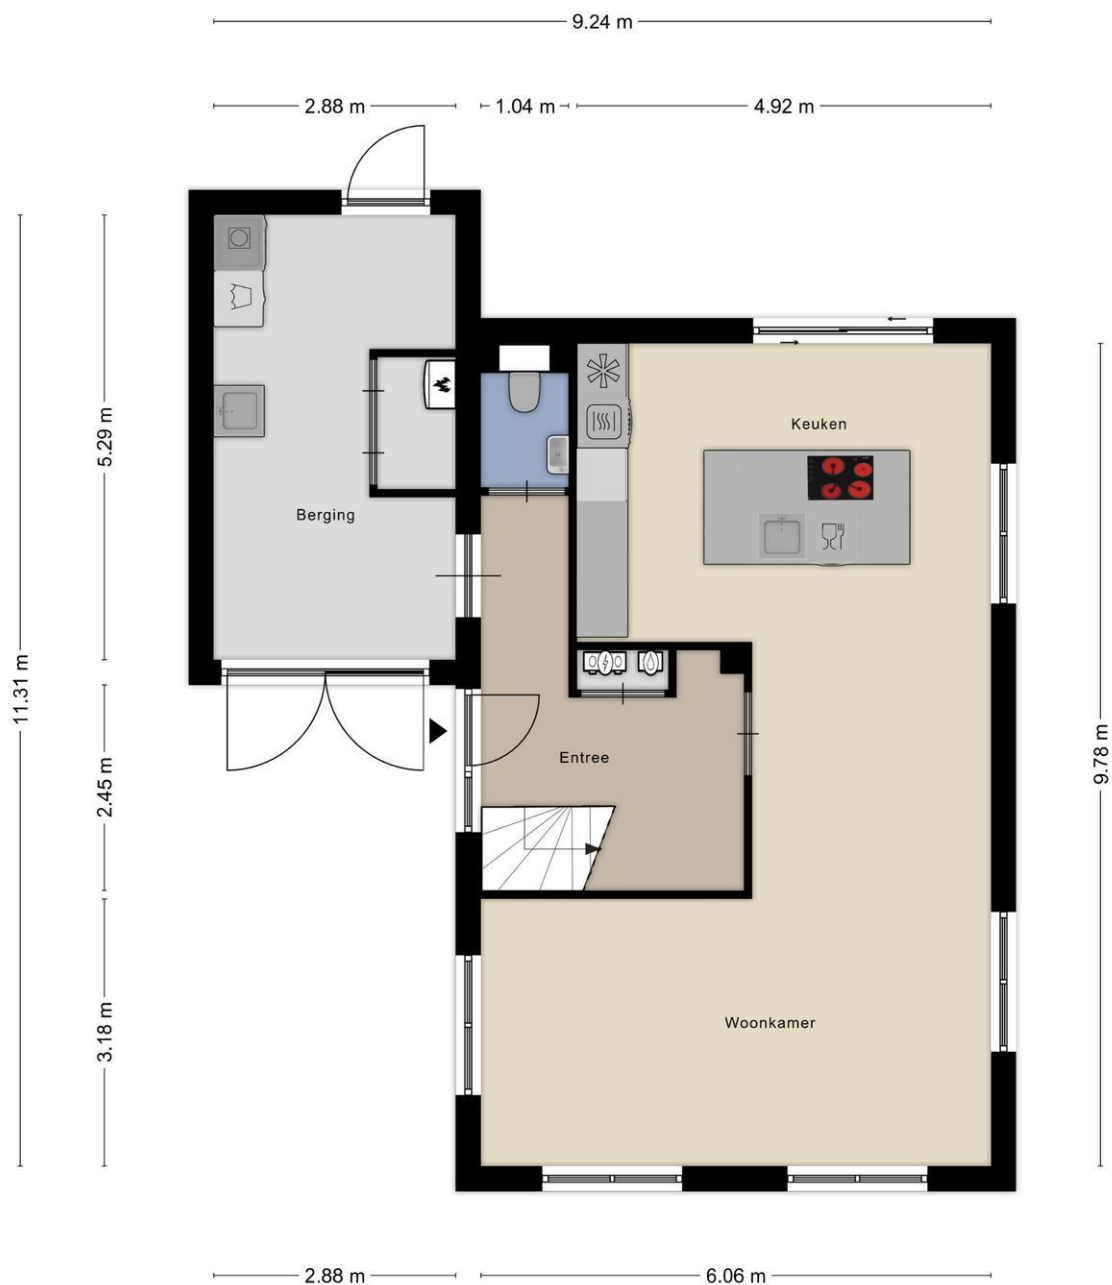 9.24 m
2.88 m
1.04 m
4.92 m
Keuken
5.29 m
Berging
11.31 m
9.78 m
Entree
2.45 m
Woonkamer
3.18 m
2.88 m
6.06 m